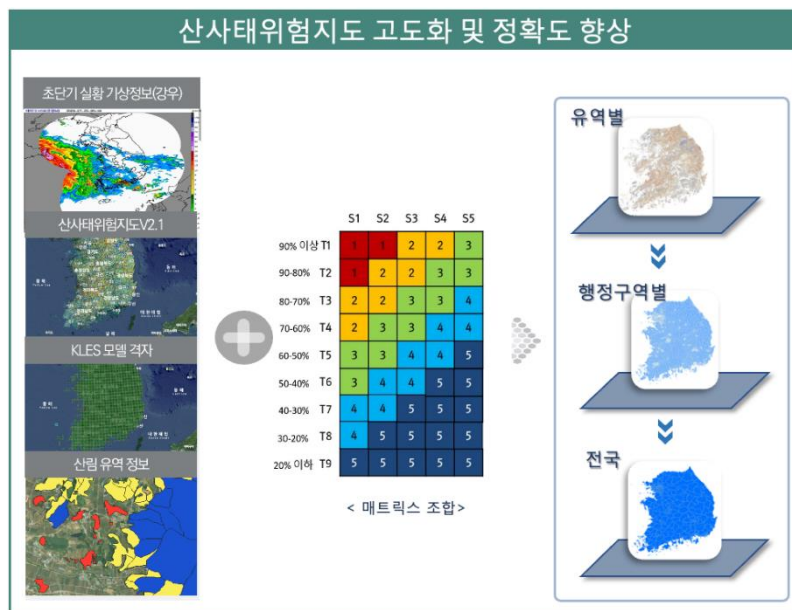 산사태위험지도 고도화 및 정확도 향상
초단기 실황 기상정보(강우)
산사태위험지도V2.1
KLES 모델 격자
산림 유역 정보
S1 S2 S3 S4 S5
90% 이상 T1 1 1 2 2 3
90-80% T2 1 2 2 3 3
80-70% T3 2 2 3 3 4
70-60% T4 2 3 3 4 4
60-50% T5 3 3 4 4 5
50-40% T6 3 4 4 5 5
40-30% T7 4 4 5 5 5
30-20% T8 4 5 5 5 5
20% 이하 T9 5 5 5 5 5
< 매트릭스 조합>
유역별
행정구역별
전국